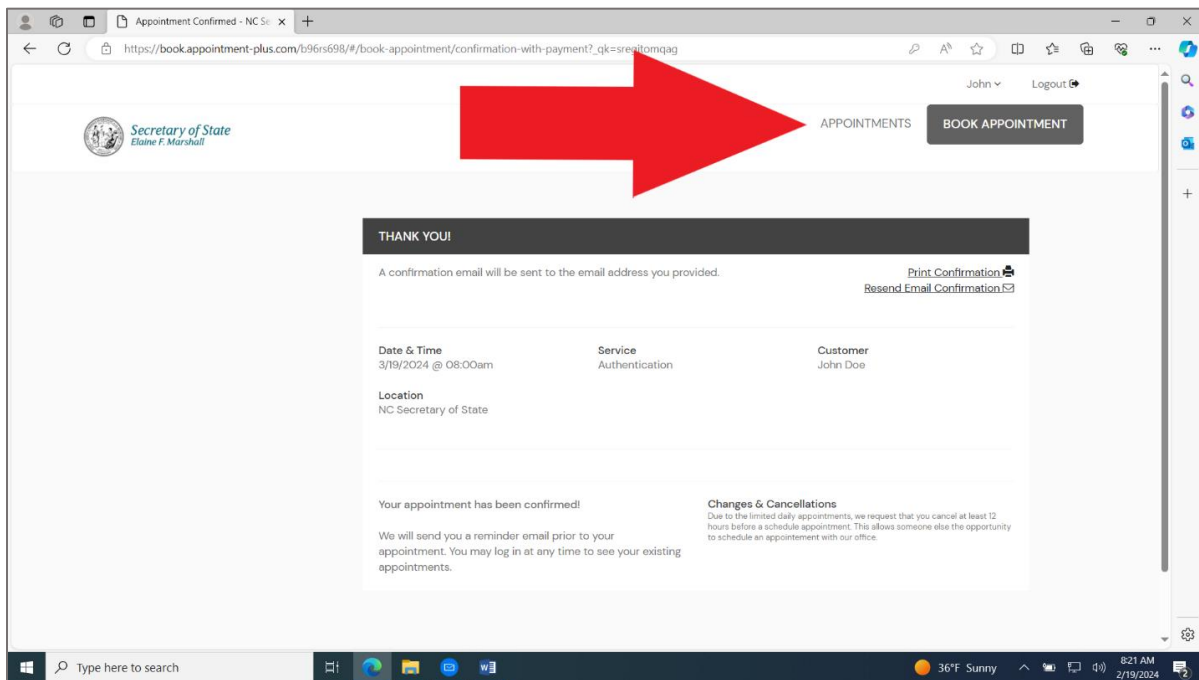 Appointment Confirmed - NC Se
https://book.appointment-plus.com/b96rs698/#/book-appointment/confirmation-with-payment?_qk=sreqitomqag
John Logout
Secretary of State
Elaine F. Marshall
APPOINTMENTS BOOK APPOINTMENT
THANK YOU!
A confirmation email will be sent to the email address you provided.
Print Confirmation
Resend Email Confirmation
Date & Time Service Customer
3/19/2024 @ 08:00am Authentication John Doe
Location
NC Secretary of State
Your appointment has been confirmed!
We will send you a reminder email prior to your
appointment. You may log in at any time to see your existing
appointments.
Changes & Cancellations
Due to the limited daily appointments, we request that you cancel at least 12
hours before a schedule appointment. This allows someone else the opportunity
to schedule an appointement with our office.
Type here to search
36°F Sunny
8:21 AM
2/19/2024